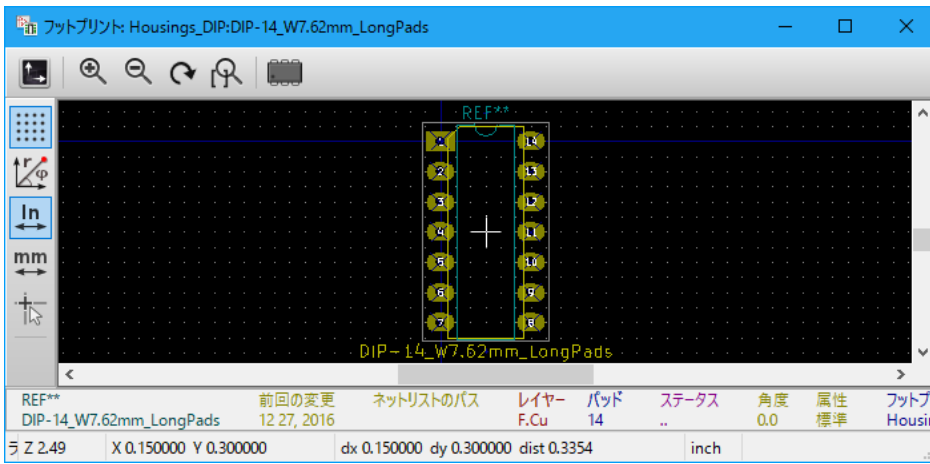 フットプリント: Housings_DIP:DIP-14_W7.62mm_LongPads
REF**
1 14
2 13
3 12
4 11
5 10
6 9
7 8
DIP-14_W7.62mm_LongPads
r φ
In
mm
REF** 前回の変更 ネットリストのパス レイヤー パッド ステータス 角度 属性 フットプ
DIP-14_W7.62mm_LongPads 12 27, 2016 F.Cu 14 .. 0.0 標準 Housi
Z 2.49 X 0.150000 Y 0.300000 dx 0.150000 dy 0.300000 dist 0.3354 inch